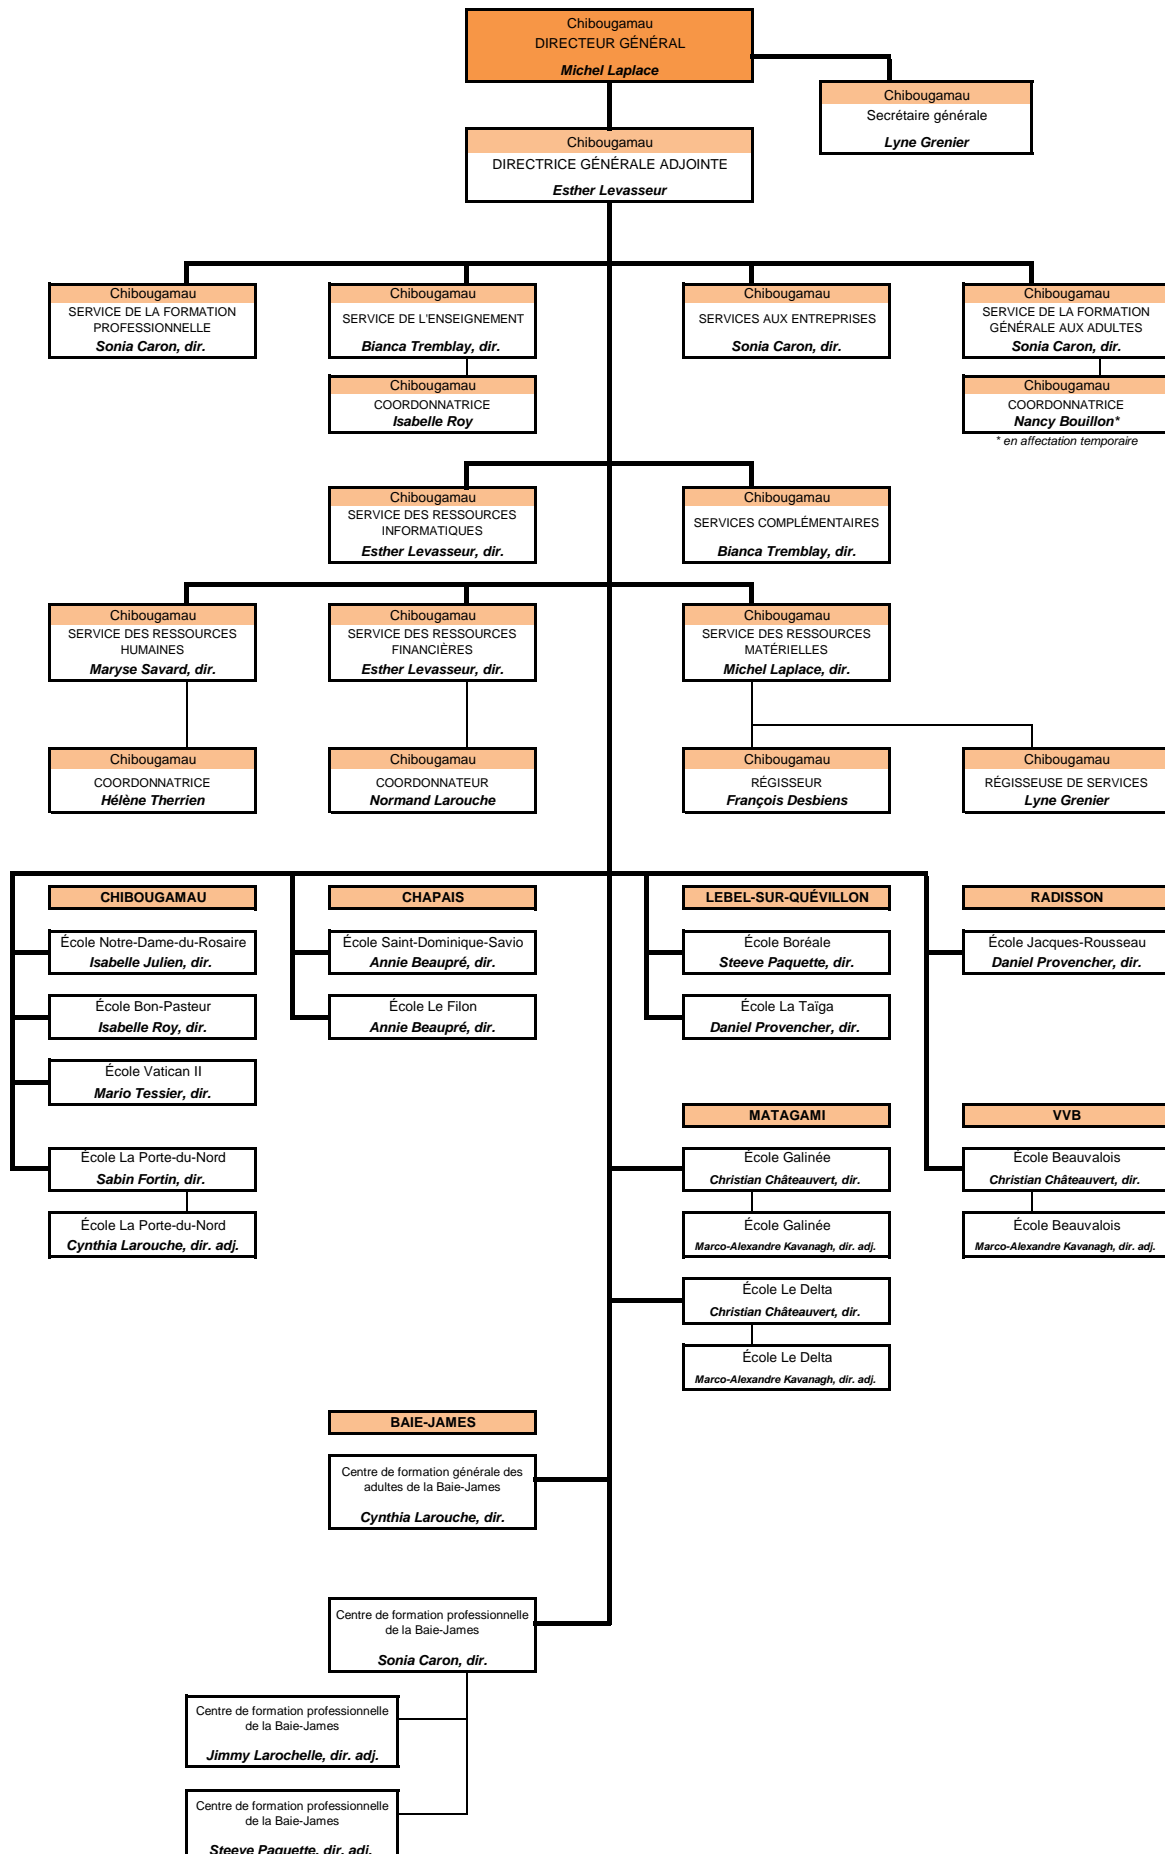 Chibougamau
DIRECTEUR GÉNÉRAL
Michel Laplace
Chibougamau
Secrétaire générale
Lyne Grenier
Chibougamau
DIRECTRICE GÉNÉRALE ADJOINTE
Esther Levasseur
Chibougamau
SERVICE DE LA FORMATION
PROFESSIONNELLE
Sonia Caron, dir.
Chibougamau
SERVICE DE L'ENSEIGNEMENT
Bianca Tremblay, dir.
Chibougamau
SERVICES AUX ENTREPRISES
Sonia Caron, dir.
Chibougamau
SERVICE DE LA FORMATION
GÉNÉRALE AUX ADULTES
Sonia Caron, dir.
Chibougamau
COORDONNATRICE
Isabelle Roy
Chibougamau
COORDONNATRICE
Nancy Bouillon*
* en affectation temporaire
Chibougamau
SERVICE DES RESSOURCES
INFORMATIQUES
Esther Levasseur, dir.
Chibougamau
SERVICES COMPLÉMENTAIRES
Bianca Tremblay, dir.
Chibougamau
SERVICE DES RESSOURCES
HUMAINES
Maryse Savard, dir.
Chibougamau
SERVICE DES RESSOURCES
FINANCIÈRES
Esther Levasseur, dir.
Chibougamau
SERVICE DES RESSOURCES
MATÉRIELLES
Michel Laplace, dir.
Chibougamau
COORDONNATRICE
Hélène Therrien
Chibougamau
COORDONNATEUR
Normand Larouche
Chibougamau
RÉGISSEUR
François Desbiens
Chibougamau
RÉGISSEUSE DE SERVICES
Lyne Grenier
CHIBOUGAMAU
École Notre-Dame-du-Rosaire
Isabelle Julien, dir.
École Bon-Pasteur
Isabelle Roy, dir.
École Vatican II
Mario Tessier, dir.
École La Porte-du-Nord
Sabin Fortin, dir.
École La Porte-du-Nord
Cynthia Larouche, dir. adj.
CHAPAIS
École Saint-Dominique-Savio
Annie Beaupré, dir.
École Le Filon
Annie Beaupré, dir.
LEBEL-SUR-QUÉVILLON
École Boréale
Steeve Paquette, dir.
École La Taïga
Daniel Provencher, dir.
RADISSON
École Jacques-Rousseau
Daniel Provencher, dir.
MATAGAMI
École Galinée
Christian Châteauvert, dir.
École Galinée
Marco-Alexandre Kavanagh, dir. adj.
École Le Delta
Christian Châteauvert, dir.
École Le Delta
Marco-Alexandre Kavanagh, dir. adj.
VVB
École Beauvalois
Christian Châteauvert, dir.
École Beauvalois
Marco-Alexandre Kavanagh, dir. adj.
BAIE-JAMES
Centre de formation générale des
adultes de la Baie-James
Cynthia Larouche, dir.
Centre de formation professionnelle
de la Baie-James
Sonia Caron, dir.
Centre de formation professionnelle
de la Baie-James
Jimmy Larochelle, dir. adj.
Centre de formation professionnelle
de la Baie-James
Steeve Paquette, dir. adj.